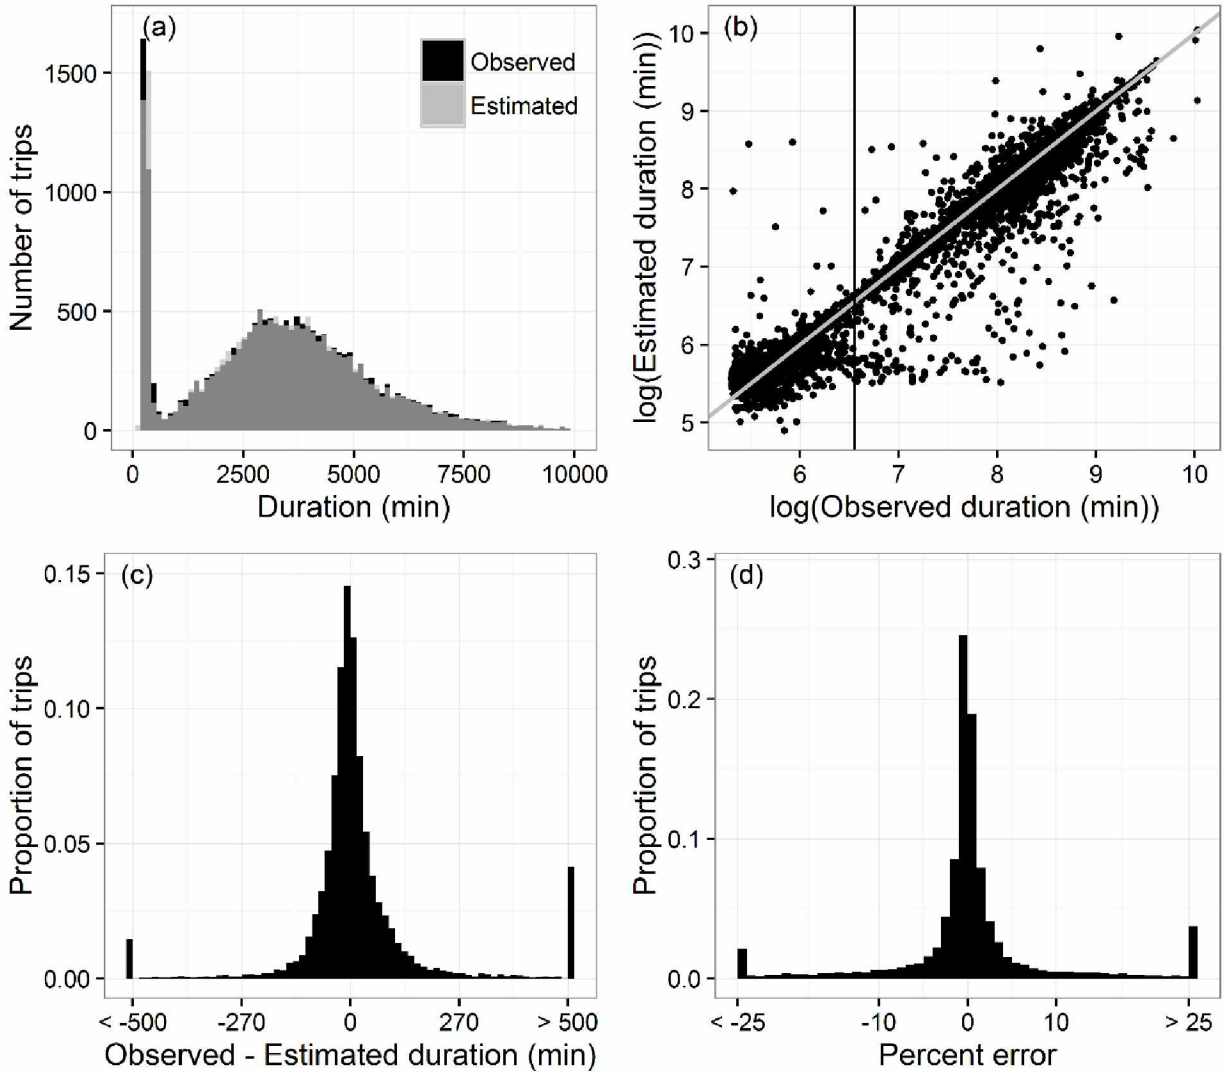 (a)
Observed
Estimated
1500
1000
500
0
Number of trips
0 2500 5000 7500 10000
Duration (min)
(b)
10
9
8
7
6
5
log(Estimated duration (min))
6 7 8 9 10
log(Observed duration (min))
(c)
0.15
0.10
0.05
0.00
Proportion of trips
< -500 -270 0 270 > 500
Observed - Estimated duration (min)
(d)
0.3
0.2
0.1
0.0
Proportion of trips
< -25 -10 0 10 > 25
Percent error